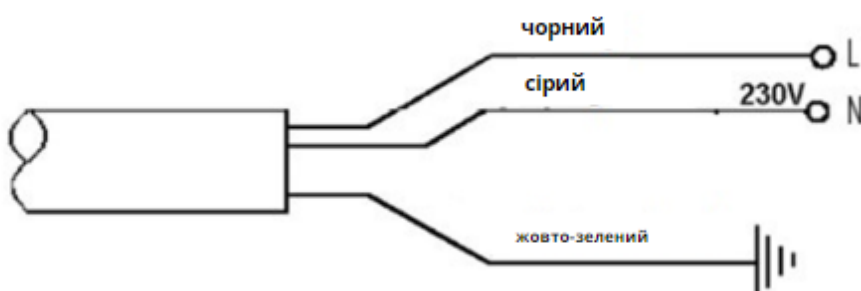 чорний
L
сірий
230V
N
жовто-зелений